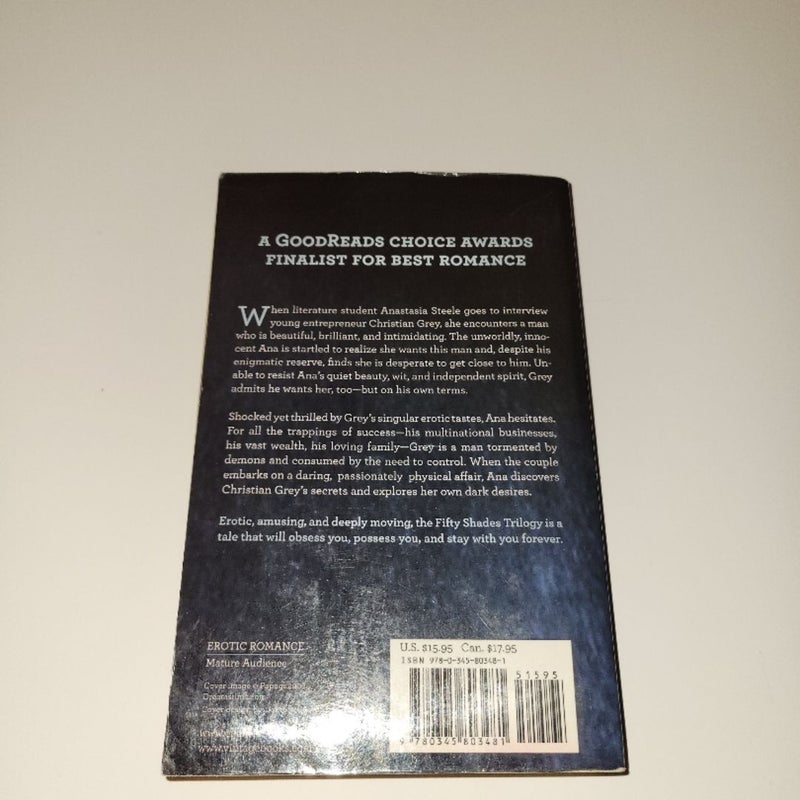 A GOODREADS CHOICE AWARDS
FINALIST FOR BEST ROMANCE
When literature student Anastasia Steele goes to interview
young entrepreneur Christian Grey, she encounters a man
who is beautiful, brilliant, and intimidating. The unworldly, inno-
cent Ana is startled to realize she wants this man and, despite his
enigmatic reserve, finds she is desperate to get close to him. Un-
able to resist Ana's quiet beauty, wit, and independent spirit, Grey
admits he wants her, too—but on his own terms.
Shocked yet thrilled by Grey's singular erotic tastes, Ana hesitates.
For all the trappings of success—his multinational businesses,
his vast wealth, his loving family—Grey is a man tormented by
demons and consumed by the need to control. When the couple
embarks on a daring, passionately physical affair, Ana discovers
Christian Grey's secrets and explores her own dark desires.
Erotic, amusing, and deeply moving, the Fifty Shades Trilogy is a
tale that will obsess you, possess you, and stay with you forever.
EROTIC ROMANCE
Mature Audience
Cover image ©
Dreamstime.com
Cover design
www.vintagebooks.com
U.S. $15.95 Can. $17.95
ISBN 978-0-345-80348-1
51595
9 780345 803481